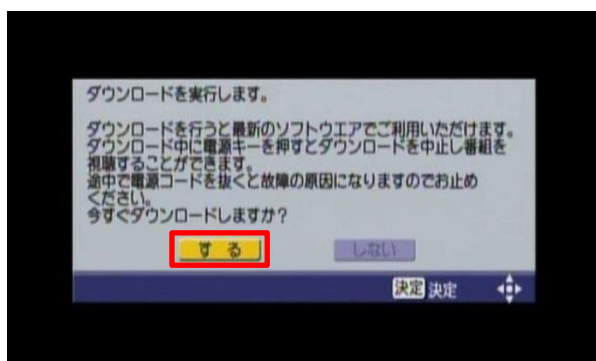 ダウンロードを実行します。
ダウンロードを行うと最新のソフトウエアでご利用いただけます。
ダウンロード中に電源キーを押すとダウンロードを中止し番組を
視聴することができます。
途中で電源コードを抜くと故障の原因になりますのでお止め
ください。
今すぐダウンロードしますか?
する
しない
決定 決定